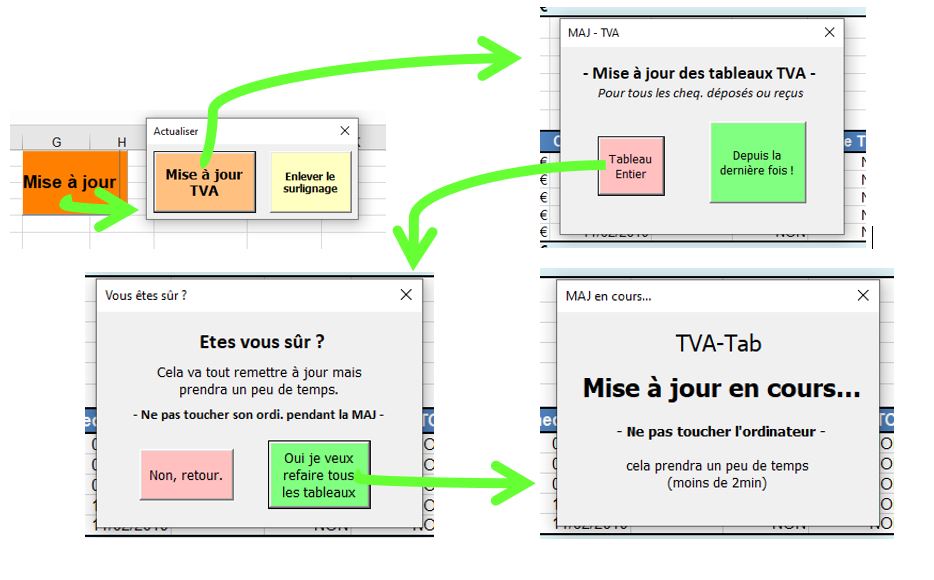 G H
Mise à jour
Actualiser
Mise à jour
TVA
Enlever le
surlignage
MAJ - TVA
- Mise à jour des tableaux TVA -
Pour tous les cheq. déposés ou reçus
Tableau
Entier
Depuis la
dernière fois !
Vous êtes sûr ?
Etes vous sûr ?
Cela va tout remettre à jour mais
prendra un peu de temps.
- Ne pas toucher son ordi. pendant la MAJ -
Non, retour.
Oui je veux
refaire tous
les tableaux
MAJ en cours...
TVA-Tab
Mise à jour en cours...
- Ne pas toucher l'ordinateur -
cela prendra un peu de temps
(moins de 2min)